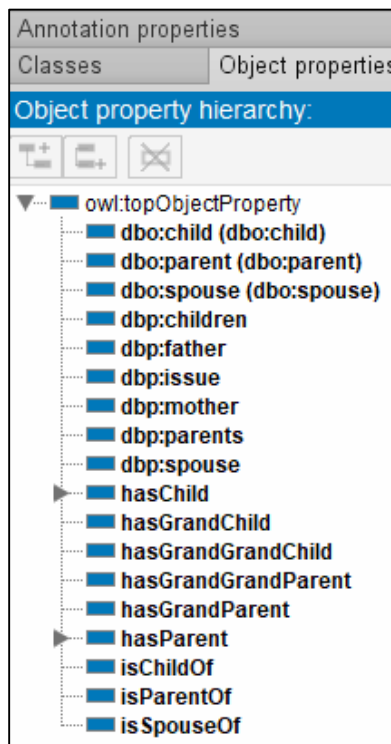 Annotation properties
Classes Object properties
Object property hierarchy:
owl:topObjectProperty
dbo:child (dbo:child)
dbo:parent (dbo:parent)
dbo:spouse (dbo:spouse)
dbp:children
dbp:father
dbp:issue
dbp:mother
dbp:parents
dbp:spouse
hasChild
hasGrandChild
hasGrandGrandChild
hasGrandGrandParent
hasGrandParent
hasParent
isChildOf
isParentOf
isSpouseOf